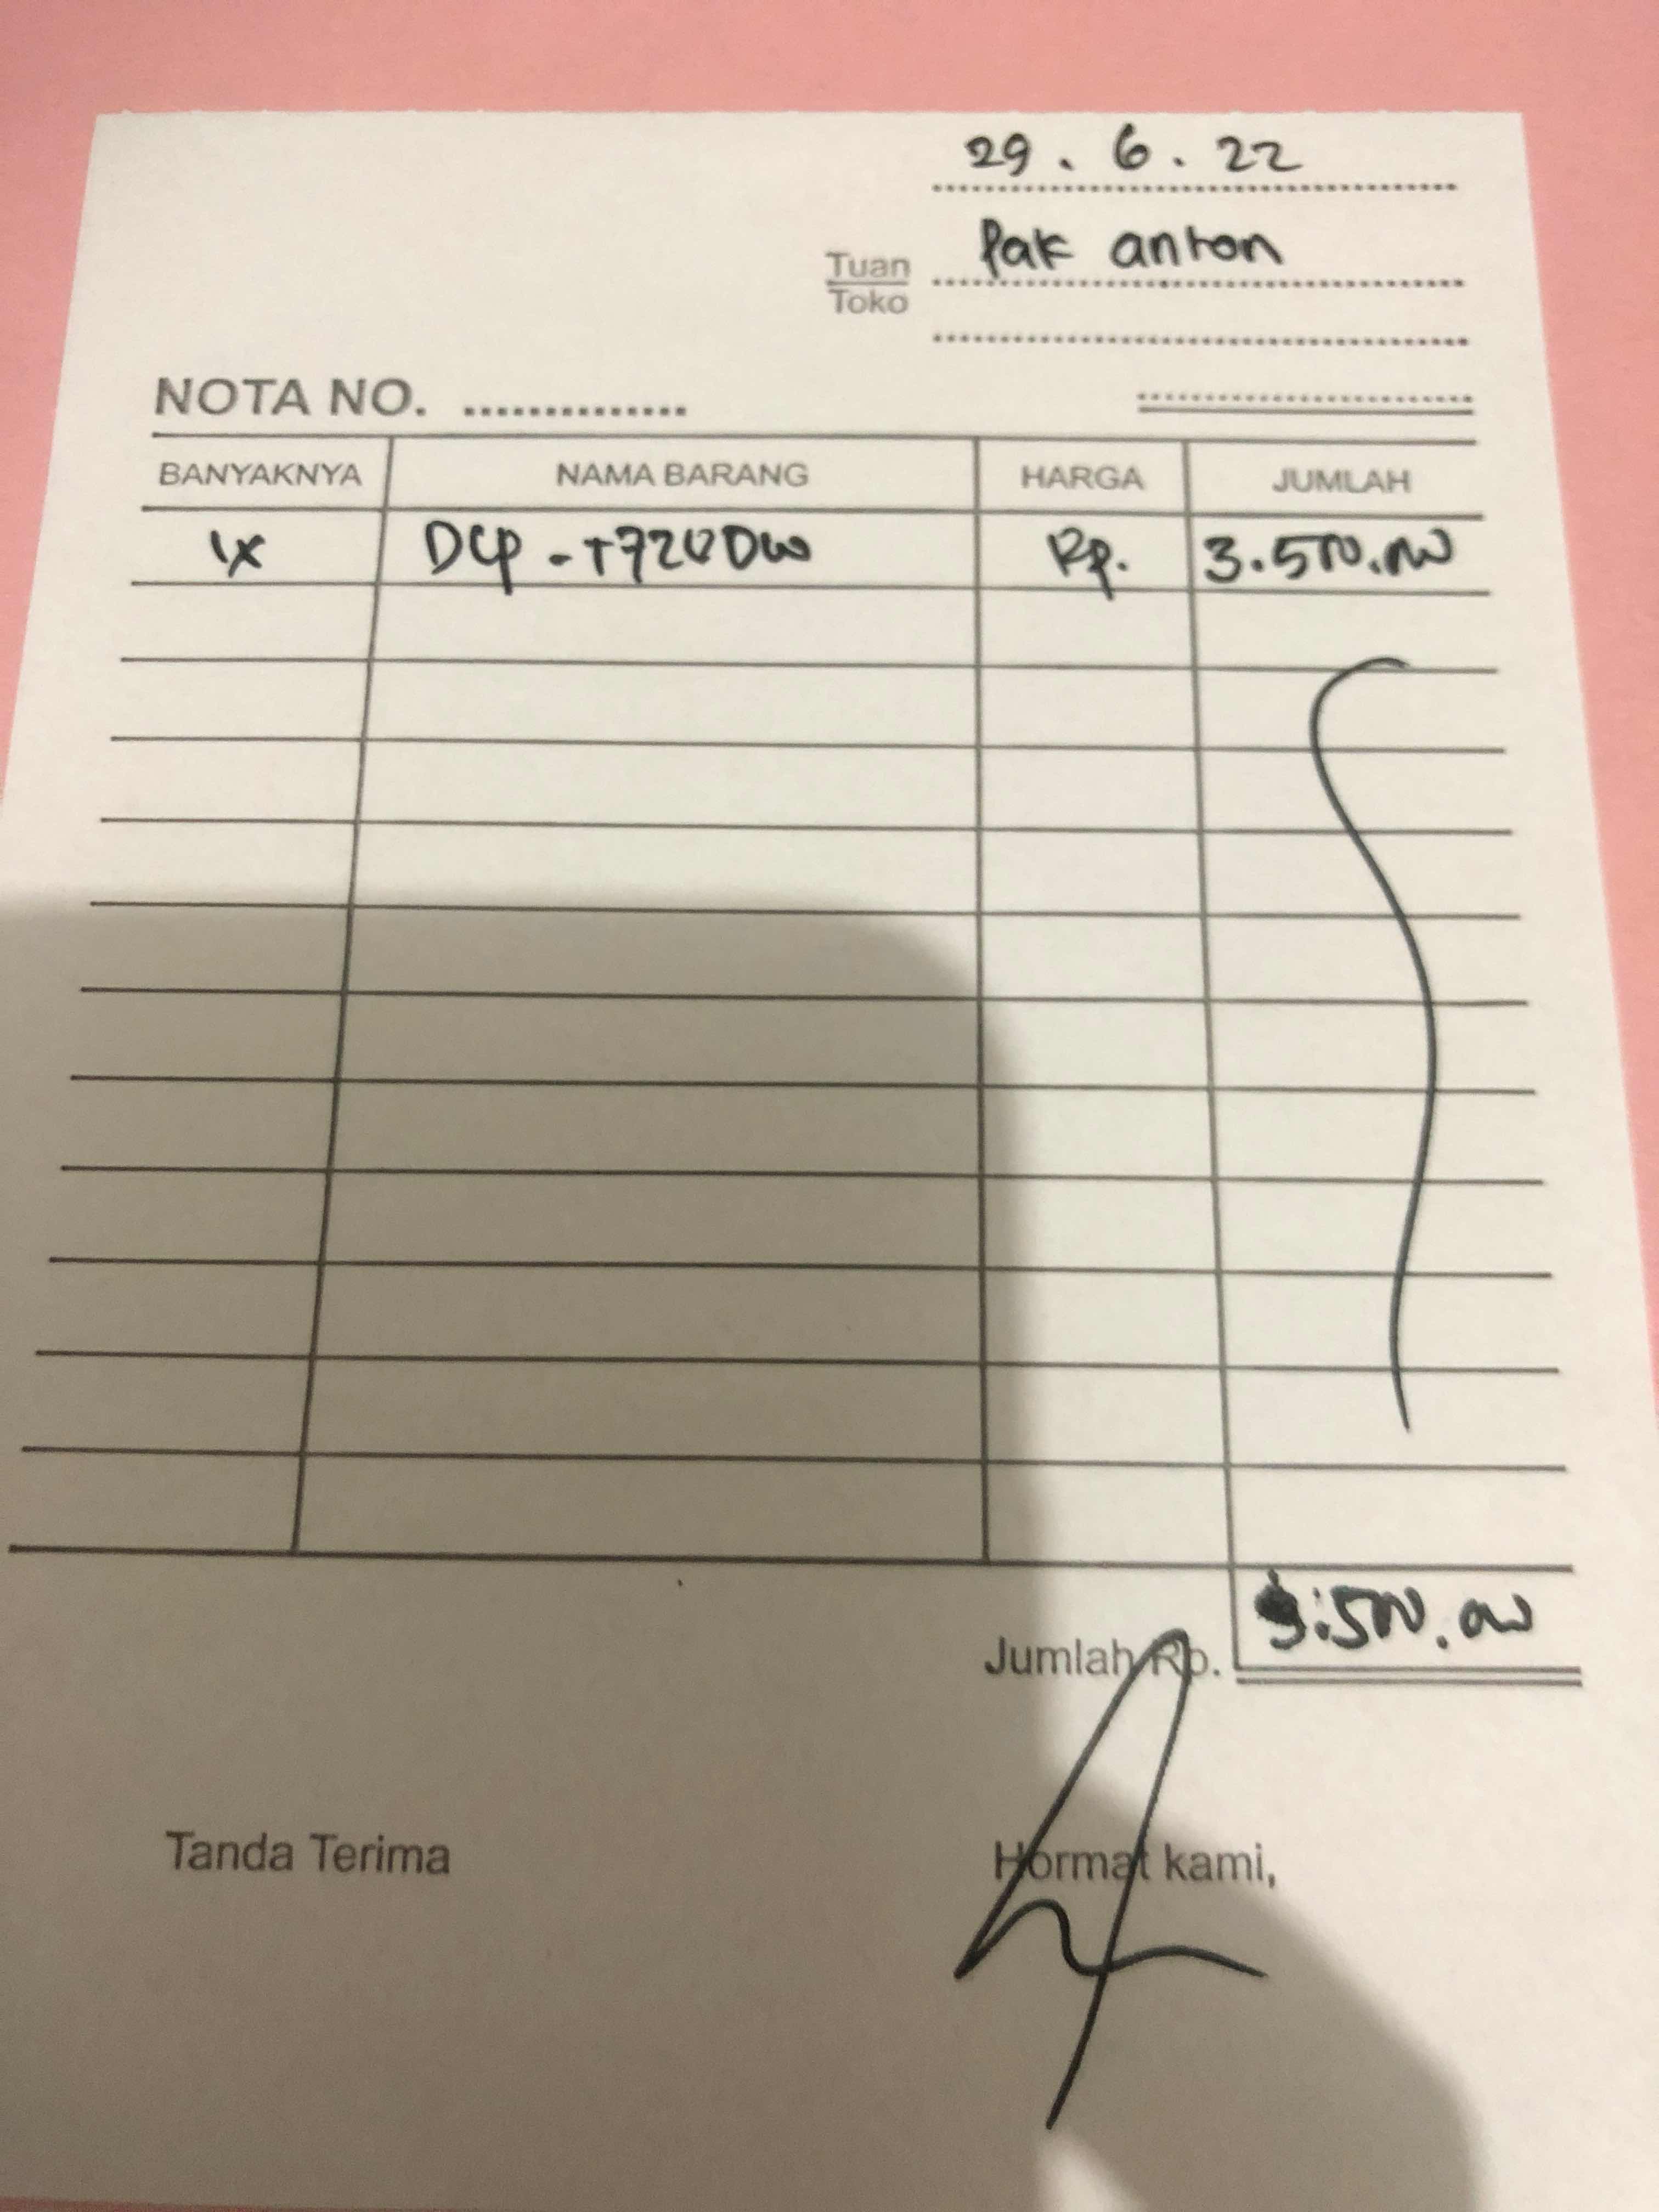 29 . 6 . 22
Tuan
Toko
Pak anton
NOTA NO. ..............
BANYAKNYA NAMA BARANG HARGA JUMLAH
1x DCP - T720DW Rp. 3.500.000
Jumlah Rp. 3.500.000
Tanda Terima Hormat kami,